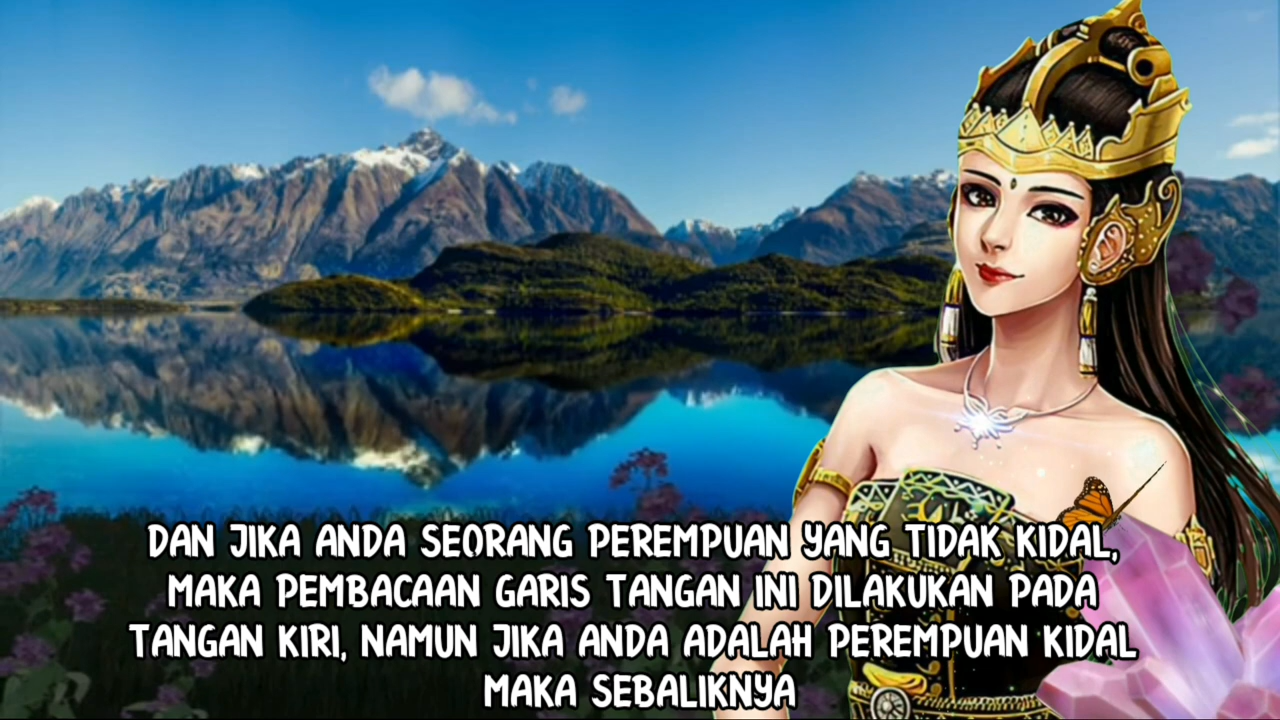 DAN JIKA ANDA SEORANG PEREMPUAN YANG TIDAK KIDAL,
MAKA PEMBACAAN GARIS TANGAN INI DILAKUKAN PADA
TANGAN KIRI, NAMUN JIKA ANDA ADALAH PEREMPUAN KIDAL
MAKA SEBALIKNYA